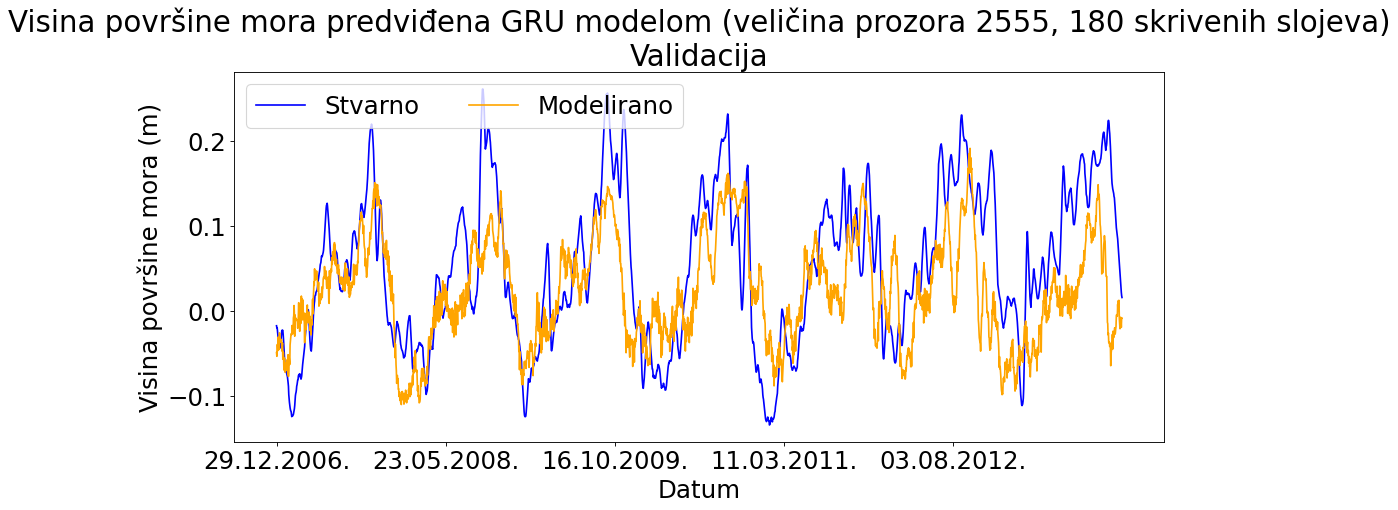 Visina površine mora predviđena GRU modelom (veličina prozora 2555, 180 skrivenih slojeva)
Validacija
Stvarno
Modelirano
Visina površine mora (m)
0.2
0.1
0.0
−0.1
29.12.2006.
23.05.2008.
16.10.2009.
11.03.2011.
03.08.2012.
Datum